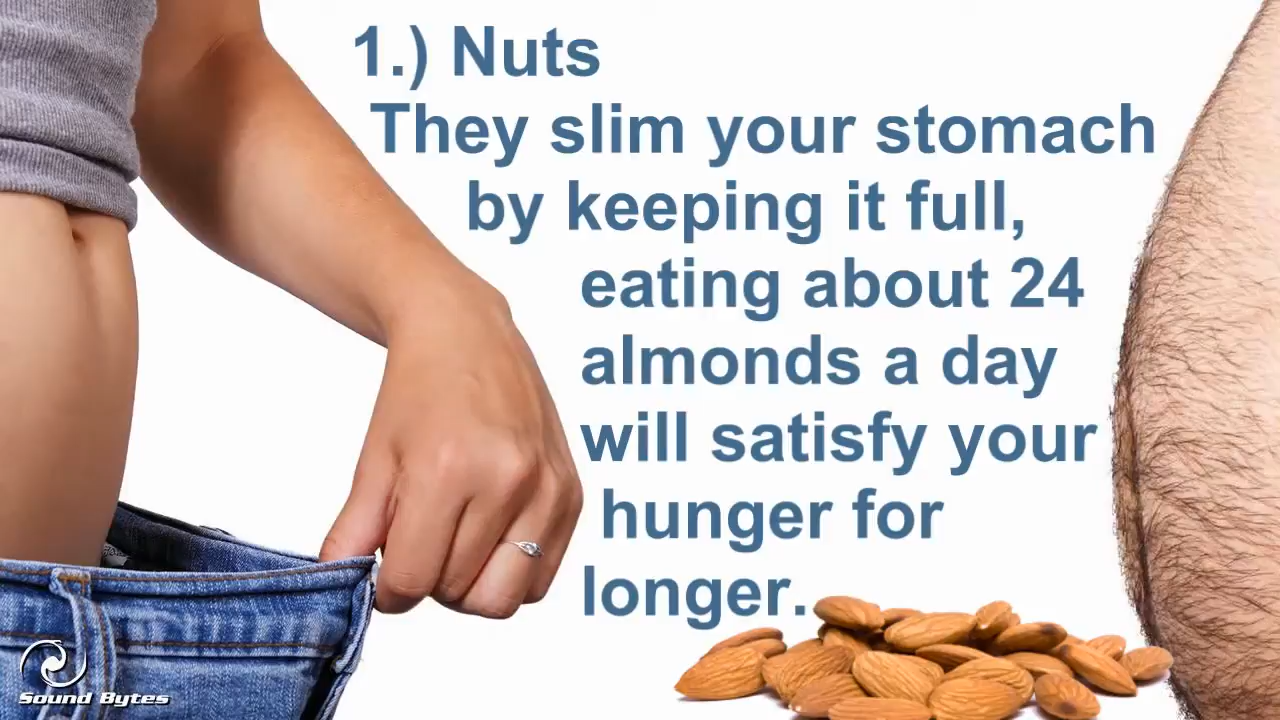 1.) Nuts
They slim your stomach
by keeping it full,
eating about 24
almonds a day
will satisfy your
hunger for
longer.
Sound Bytes